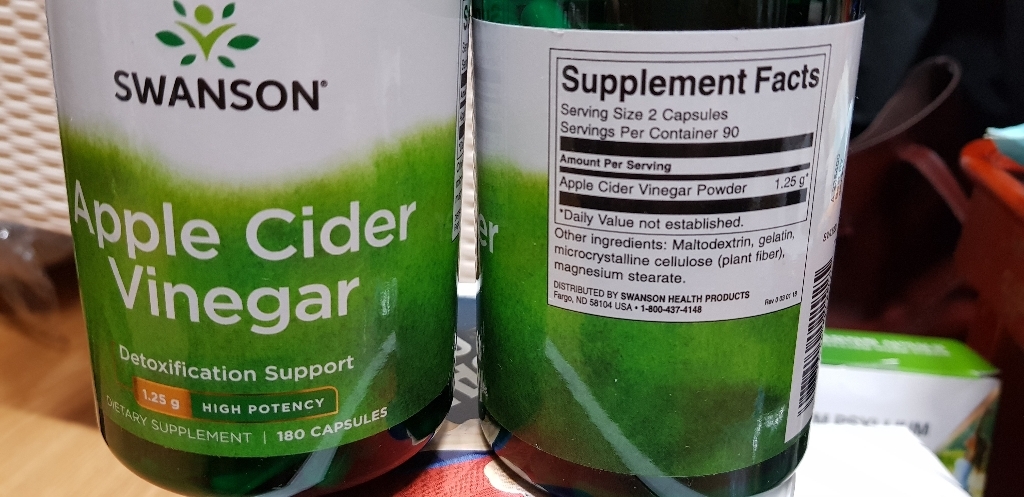 SWANSON®
Apple Cider
Vinegar
Detoxification Support
1.25 g HIGH POTENCY
DIETARY SUPPLEMENT | 180 CAPSULES
er
Supplement Facts
Serving Size 2 Capsules
Servings Per Container 90
Amount Per Serving
Apple Cider Vinegar Powder 1.25 g*
*Daily Value not established.
Other ingredients: Maltodextrin, gelatin,
microcrystalline cellulose (plant fiber),
magnesium stearate.
DISTRIBUTED BY SWANSON HEALTH PRODUCTS
Fargo, ND 58104 USA • 1-800-437-4148